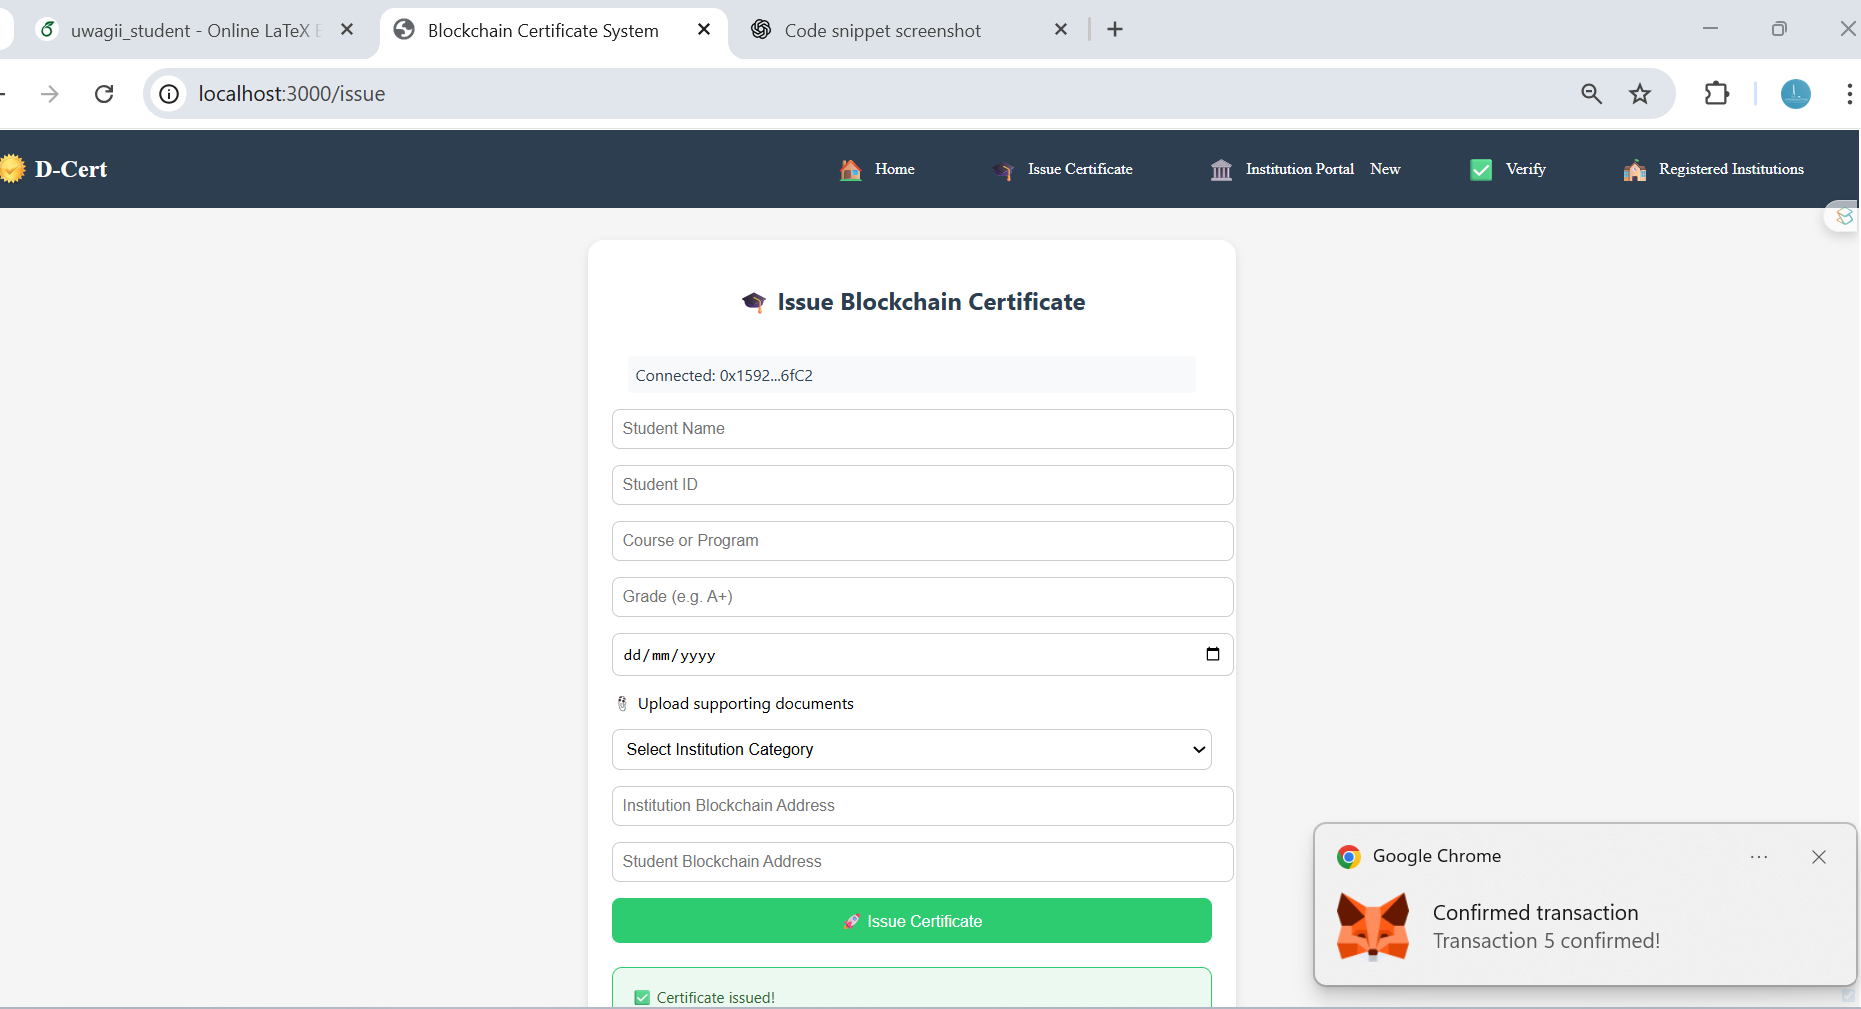 uwagii_student - Online LaTeX E
Blockchain Certificate System
Code snippet screenshot
localhost:3000/issue
D-Cert
Home
Issue Certificate
Institution Portal New
Verify
Registered Institutions
Issue Blockchain Certificate
Connected: 0x1592...6fC2
Student Name
Student ID
Course or Program
Grade (e.g. A+)
dd/mm/yyyy
Upload supporting documents
Select Institution Category
Institution Blockchain Address
Student Blockchain Address
Issue Certificate
Certificate issued!
Google Chrome
Confirmed transaction
Transaction 5 confirmed!